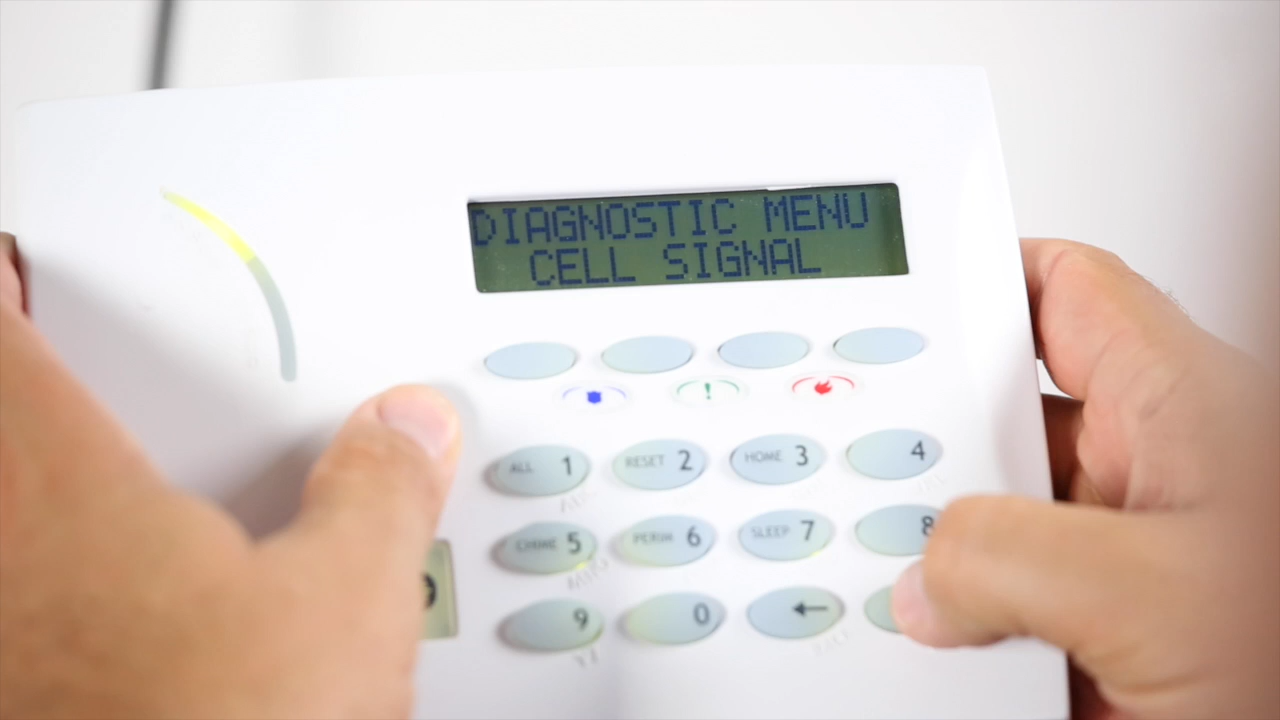 DIAGNOSTIC MENU
CELL SIGNAL
ALL 1 RESET 2 HOME 3 4
CHIME 5 PERIM 6 SLEEP 7 8
9 0 ←